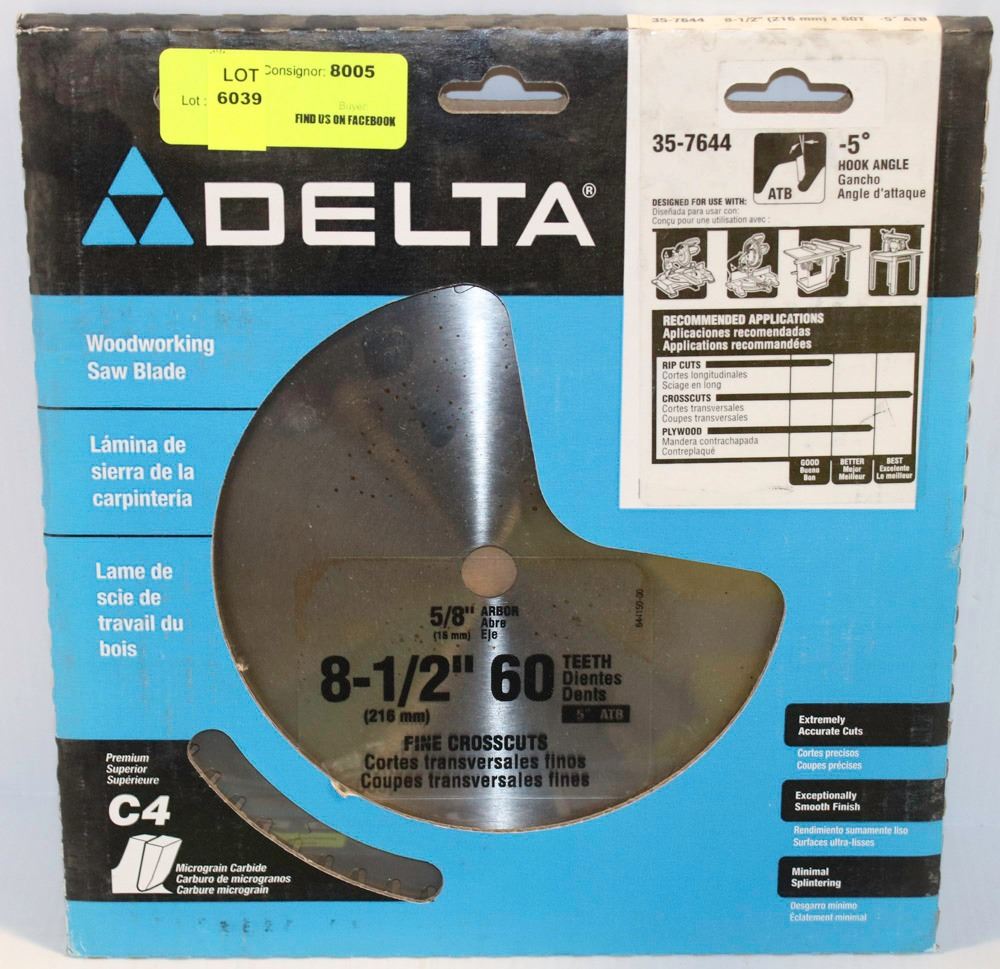 35-7644 8-1/2" (216 mm) x 60T -5° ATB
LOT Consignor: 8005
Lot : 6039
Buyer:
FIND US ON FACEBOOK
DELTA®
Woodworking
Saw Blade
Lámina de
sierra de la
carpintería
Lame de
scie de
travail du
bois
35-7644
ATB
-5°
HOOK ANGLE
Gancho
Angle d'attaque
DESIGNED FOR USE WITH:
Diseñada para usar con:
Conçu pour une utilisation avec :
RECOMMENDED APPLICATIONS
Aplicaciones recomendadas
Applications recommandées
RIP CUTS
Cortes longitudinales
Sciage en long
CROSSCUTS
Cortes transversales
Coupes transversales
PLYWOOD
Mandera contrachapada
Contreplaqué
GOOD
Bueno
Bon
BETTER
Mejor
Meilleur
BEST
Excelente
Le meilleur
5/8" ARBOR
Abre
(16 mm) Eje
644150-00
8-1/2" 60 TEETH
Dientes
Dents
(216 mm) 5° ATB
FINE CROSSCUTS
Cortes transversales finos
Coupes transversales fines
Premium
Superior
Supérieure
C4
Micrograin Carbide
Carburo de microgranos
Carbure micrograin
Extremely
Accurate Cuts
Cortes precisos
Coupes précises
Exceptionally
Smooth Finish
Rendimiento sumamente liso
Surfaces ultra-lisses
Minimal
Splintering
Desgarro mínimo
Éclatement minimal